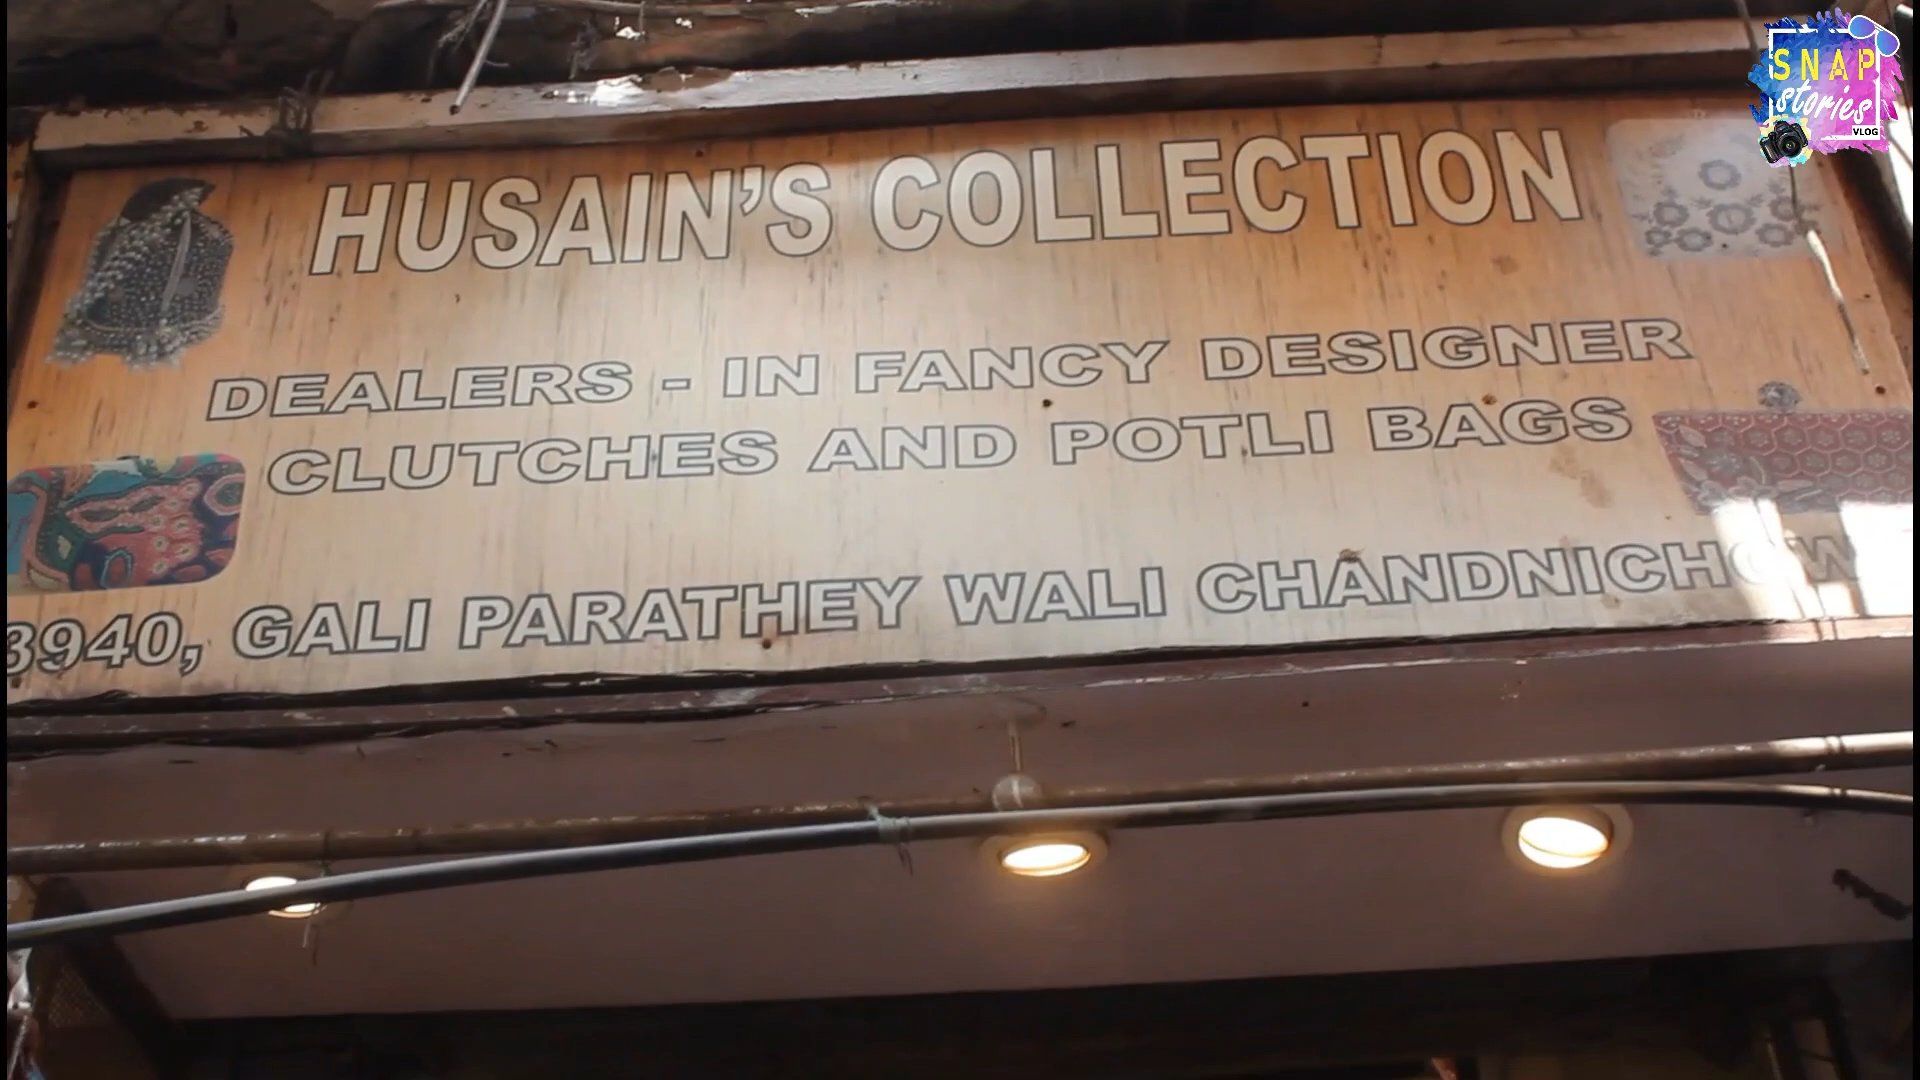 SNAP
stories
VLOG
HUSAIN'S COLLECTION
DEALERS - IN FANCY DESIGNER
CLUTCHES AND POTLI BAGS
3940, GALI PARATHEY WALI CHANDNICHOW